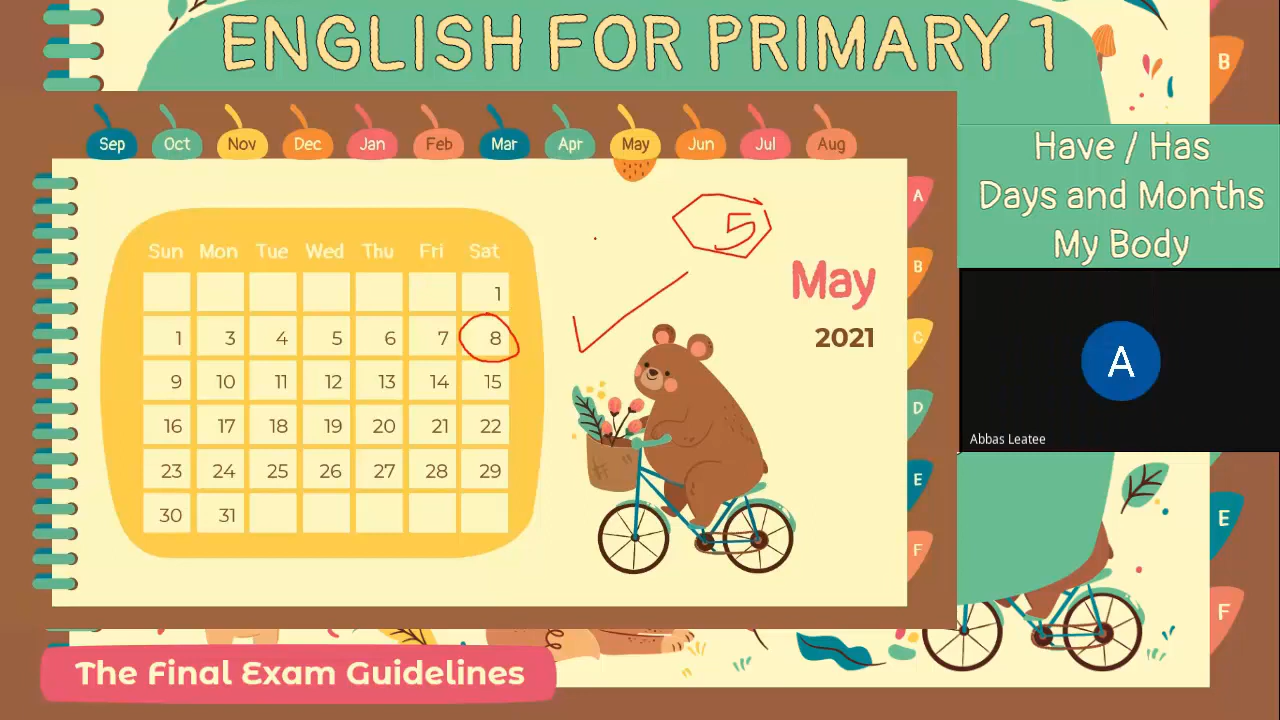 ENGLISH FOR PRIMARY 1
B
Sep Oct Nov Dec Jan Feb Mar Apr May Jun Jul Aug
Have / Has
Days and Months
My Body
A
5
Sun Mon Tue Wed Thu Fri Sat
1
1 3 4 5 6 7 8
9 10 11 12 13 14 15
16 17 18 19 20 21 22
23 24 25 26 27 28 29
30 31
May
2021
B
C
D
E
F
A
Abbas Leatee
E
F
The Final Exam Guidelines